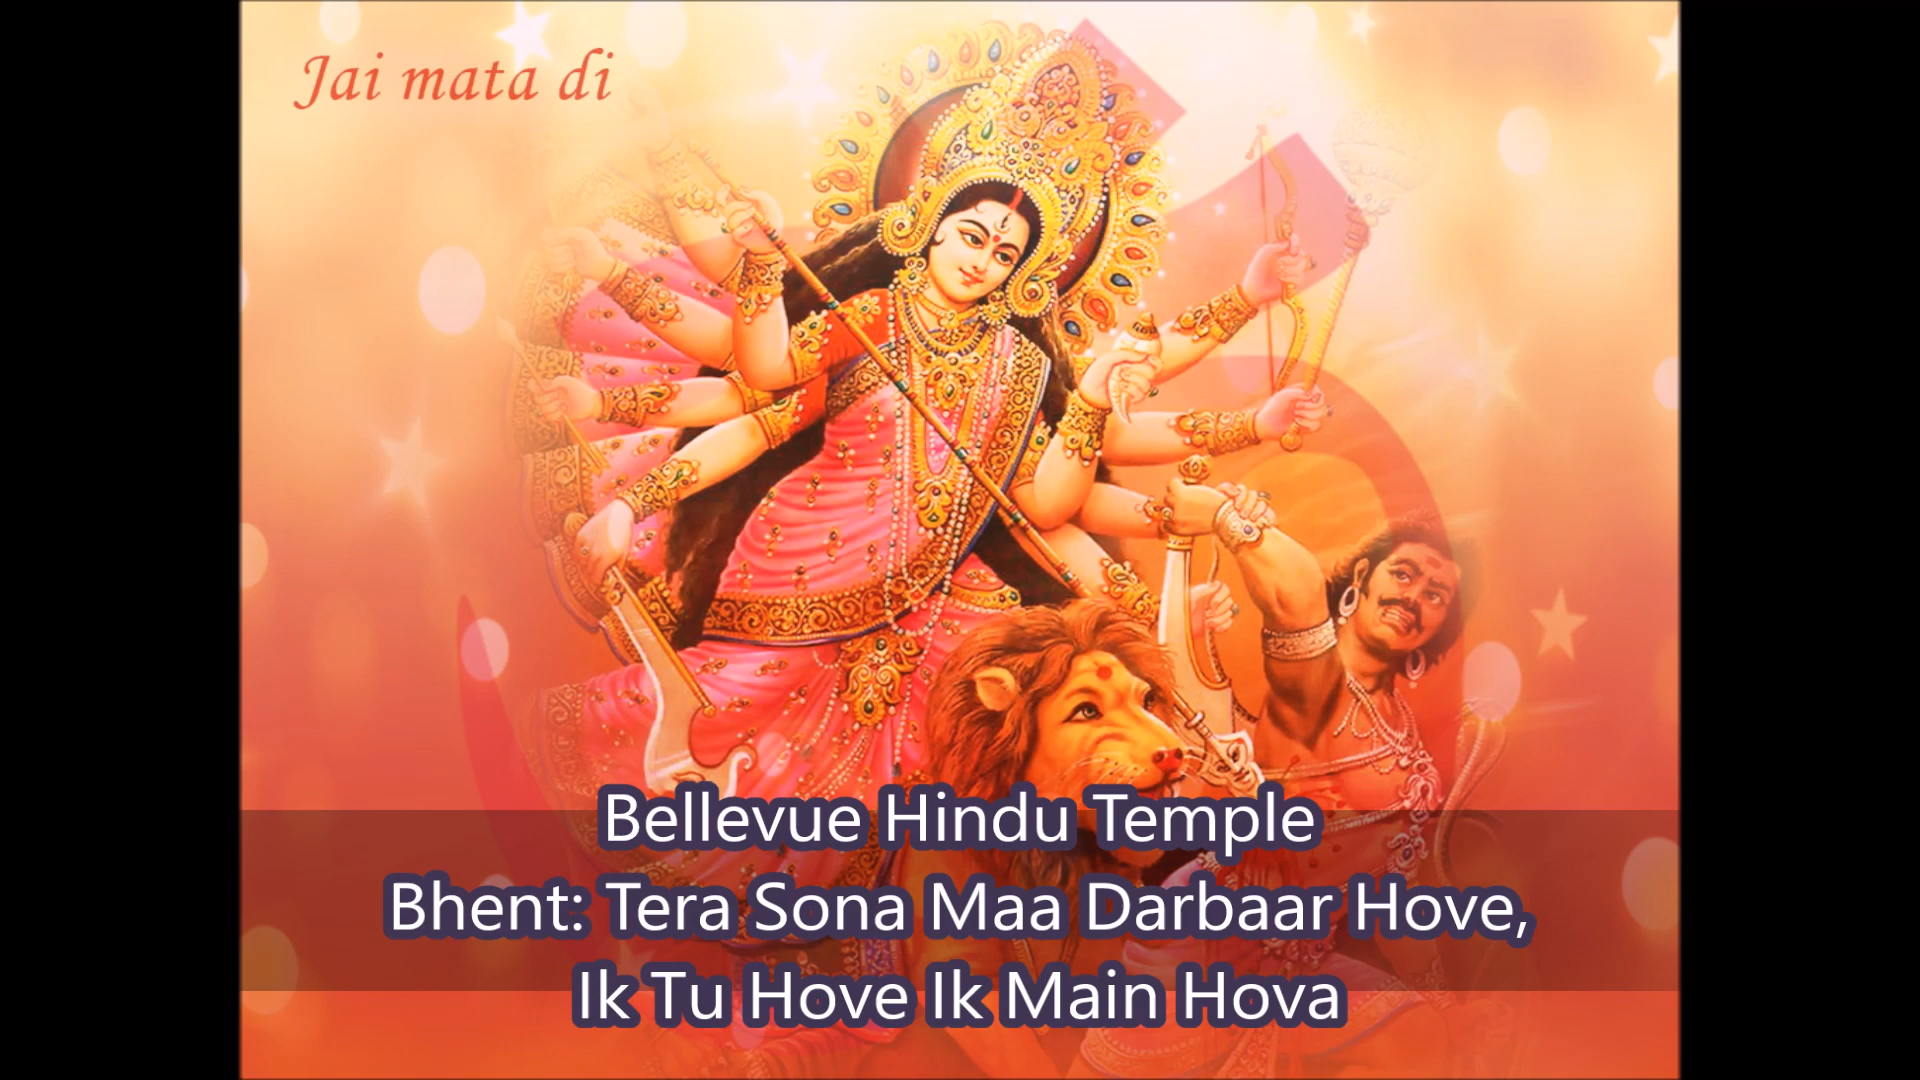 Jai mata di
Bellevue Hindu Temple
Bhent: Tera Sona Maa Darbaar Hove,
Ik Tu Hove Ik Main Hova